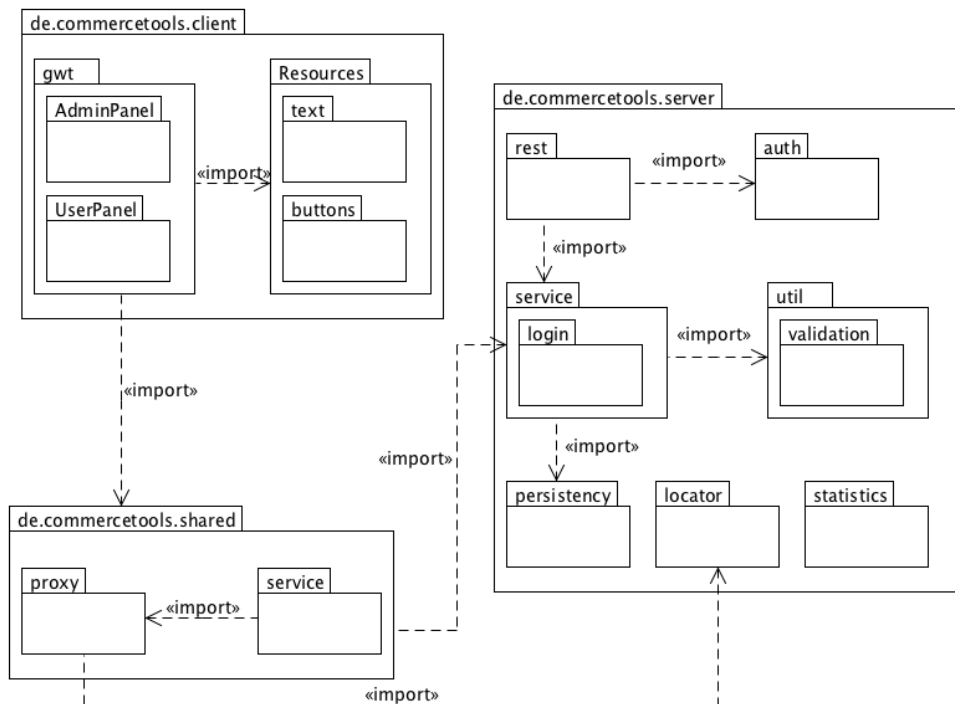 de.commercetools.client
gwt
Resources
AdminPanel
text
«import»
UserPanel
buttons
de.commercetools.server
rest
«import»
auth
«import»
service
util
login
«import»
validation
«import»
persistency
locator
statistics
«import»
«import»
de.commercetools.shared
proxy
service
«import»
«import»